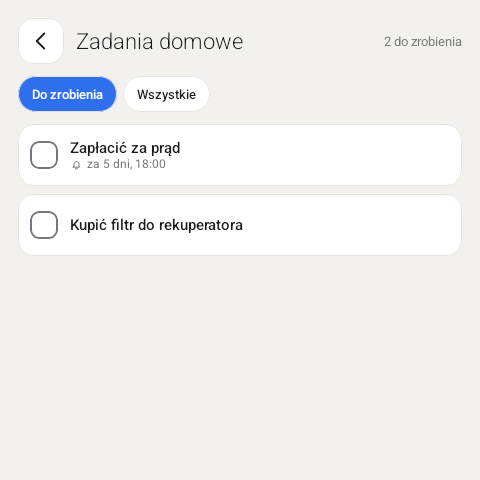 Zadania domowe
2 do zrobienia
Do zrobienia
Wszystkie
Zapłacić za prąd
za 5 dni, 18:00
Kupić filtr do rekuperatora